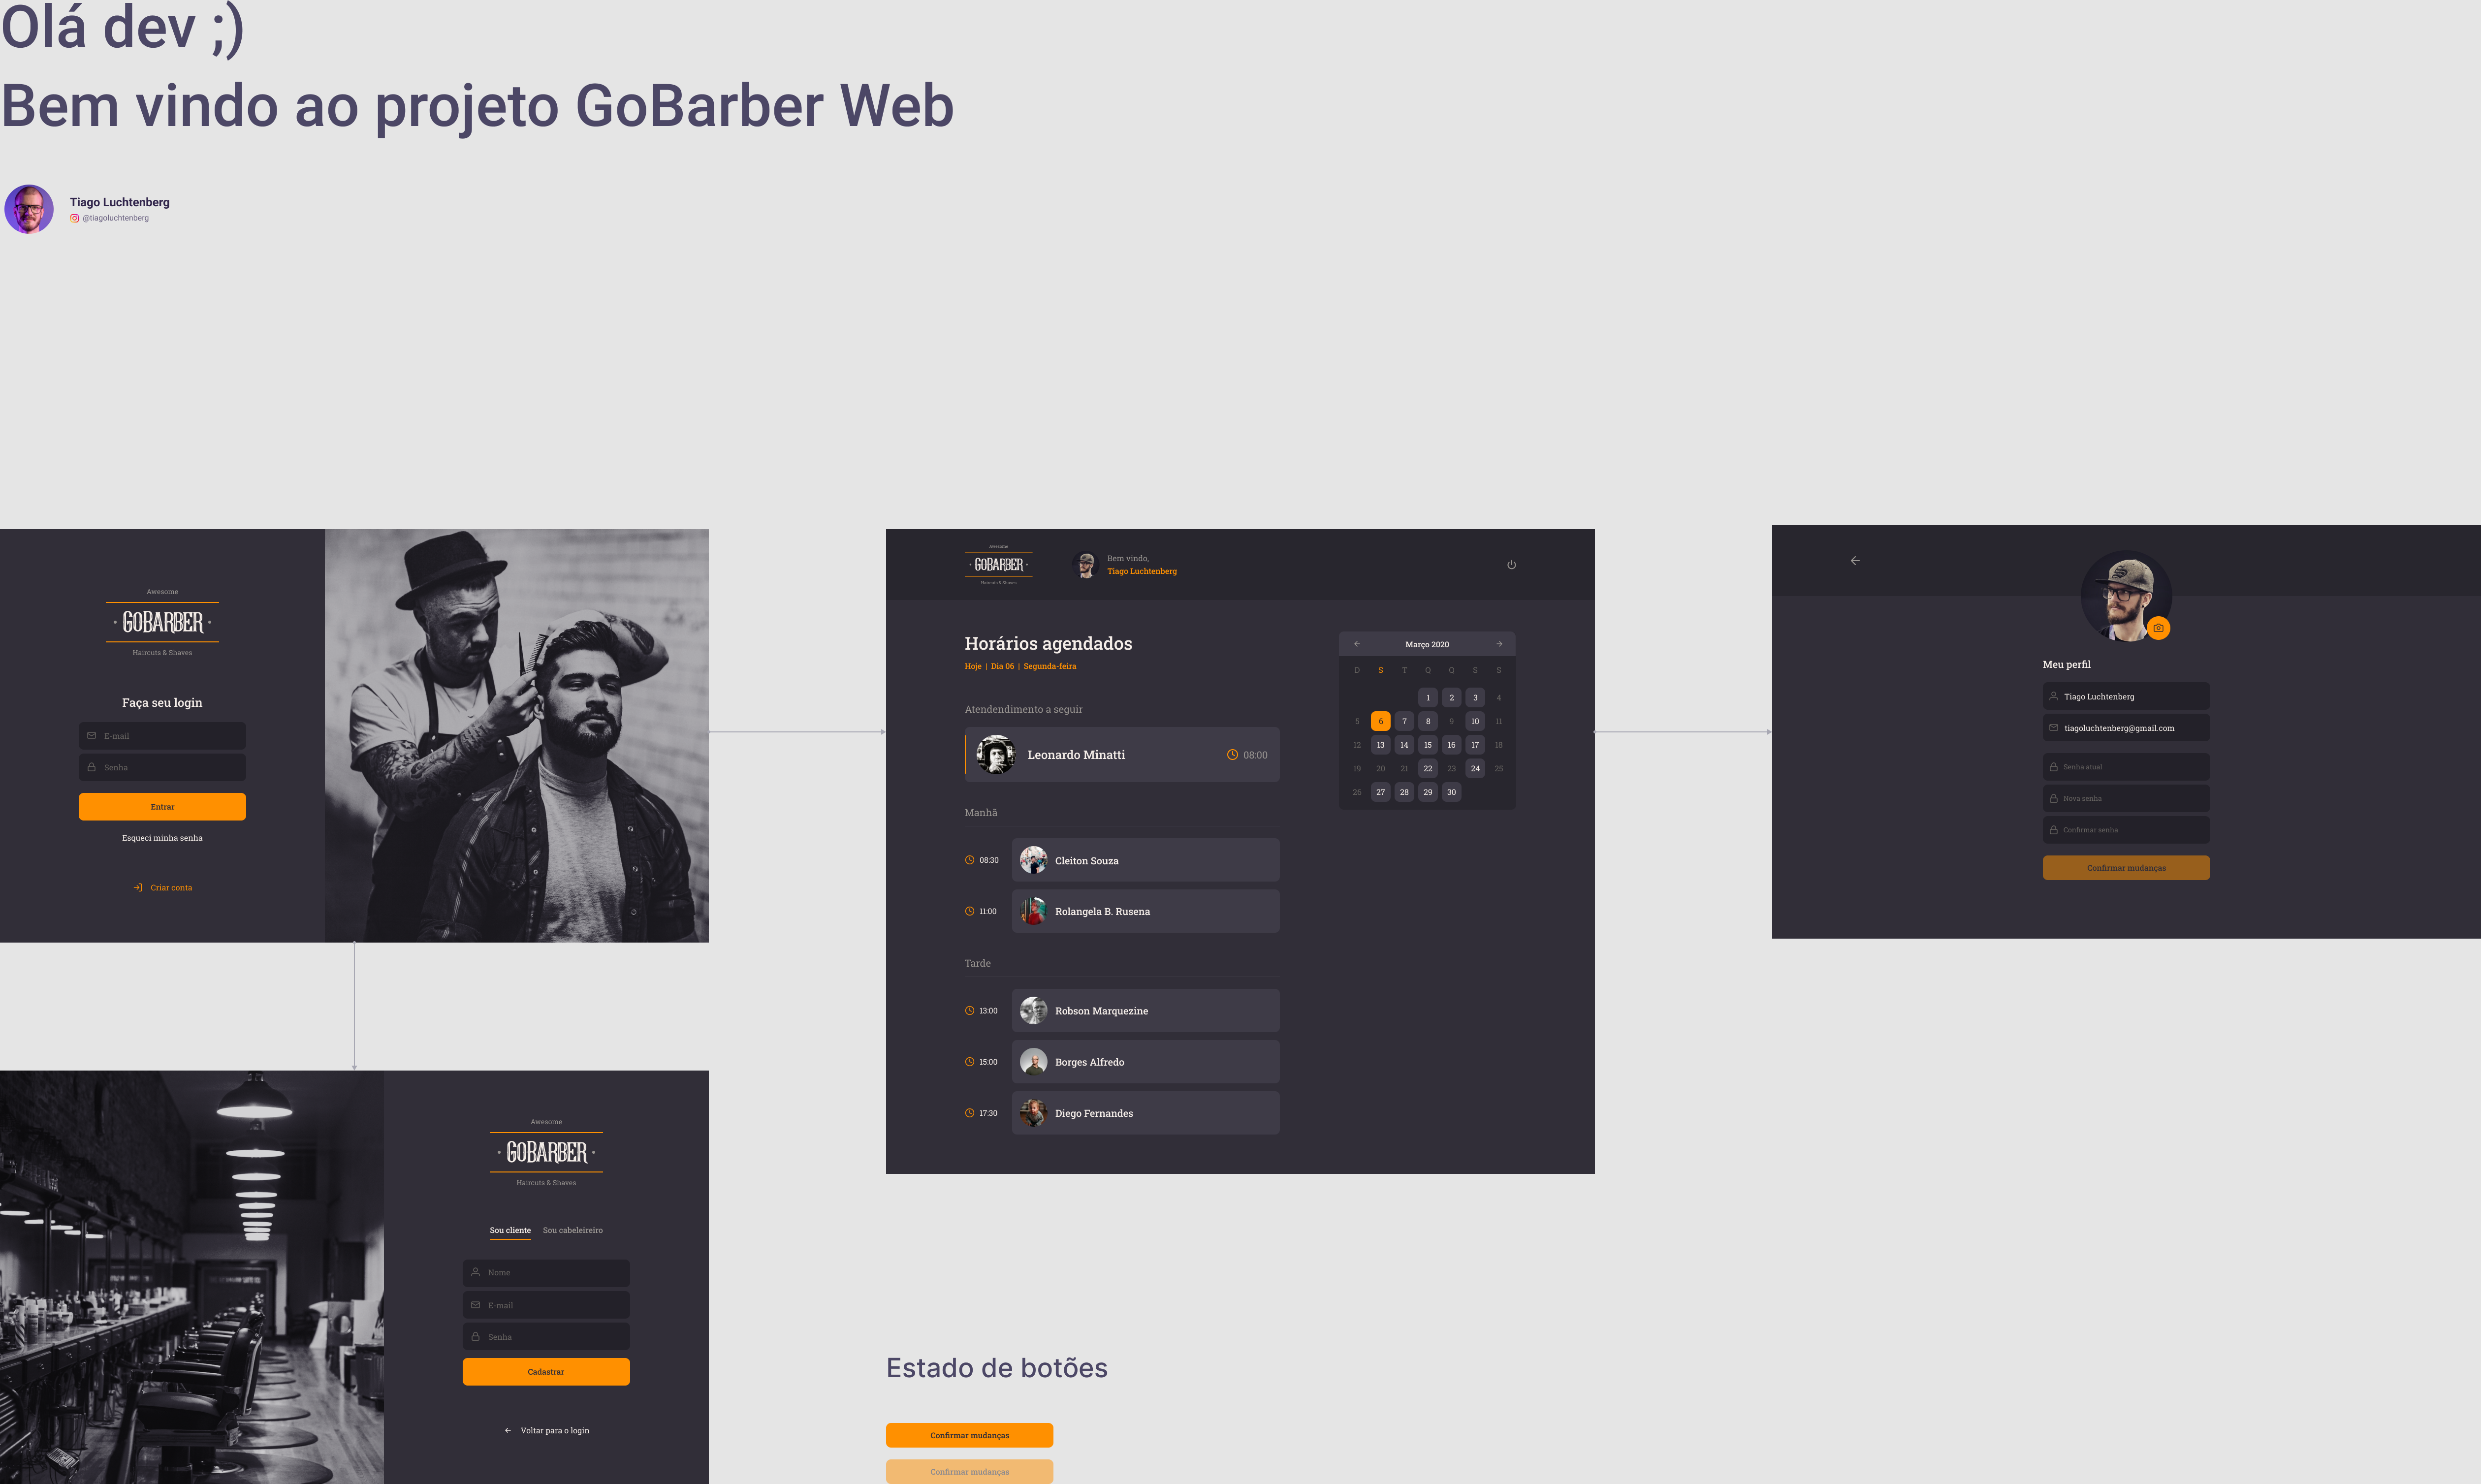 Olá dev ;)
Bem vindo ao projeto GoBarber Web
Tiago Luchtenberg
@tiagoluchtenberg
Awesome
GOBARBER
Haircuts & Shaves
Faça seu login
E-mail
Senha
Entrar
Esqueci minha senha
Criar conta
Awesome
GOBARBER
Haircuts & Shaves
Bem vindo,
Tiago Luchtenberg
Horários agendados
Hoje | Dia 06 | Segunda-feira
Atendendimento a seguir
Leonardo Minatti
08:00
Manhã
08:30
Cleiton Souza
11:00
Rolangela B. Rusena
Tarde
13:00
Robson Marquezine
15:00
Borges Alfredo
17:30
Diego Fernandes
Março 2020
D S T Q Q S S
1 2 3 4
5 6 7 8 9 10 11
12 13 14 15 16 17 18
19 20 21 22 23 24 25
26 27 28 29 30
Meu perfil
Tiago Luchtenberg
tiagoluchtenberg@gmail.com
Senha atual
Nova senha
Confirmar senha
Confirmar mudanças
Awesome
GOBARBER
Haircuts & Shaves
Sou cliente Sou cabeleireiro
Nome
E-mail
Senha
Cadastrar
Voltar para o login
Estado de botões
Confirmar mudanças
Confirmar mudanças